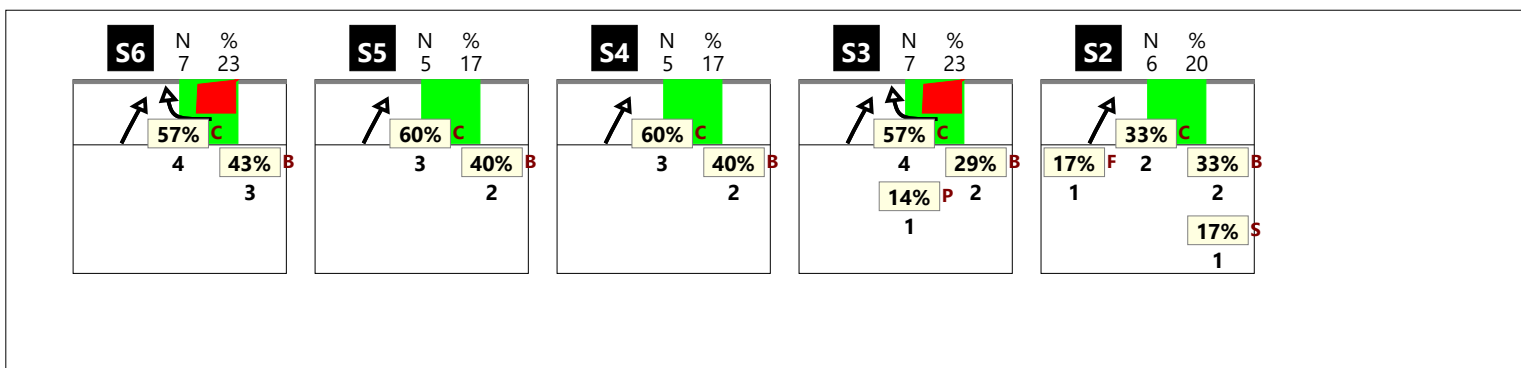 S6 N % 7 23
57% C
4
43% B
3
S5 N % 5 17
60% C
3
40% B
2
S4 N % 5 17
60% C
3
40% B
2
S3 N % 7 23
57% C
4
29% B
2
14% P
1
S2 N % 6 20
33% C
2
17% F
1
33% B
2
17% S
1